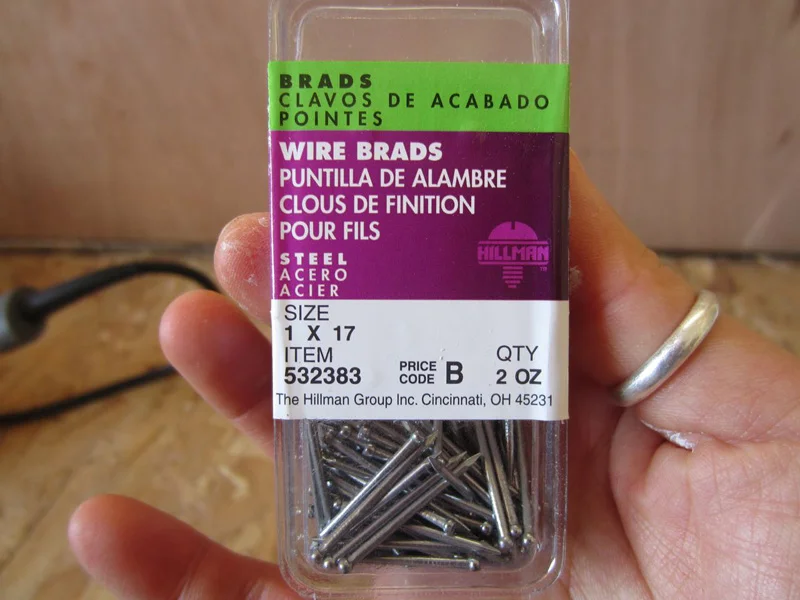 BRADS
CLAVOS DE ACABADO
POINTES
WIRE BRADS
PUNTILLA DE ALAMBRE
CLOUS DE FINITION
POUR FILS
HILLMAN
TM
STEEL
ACERO
ACIER
SIZE
1 X 17
ITEM
532383
PRICE
CODE B
QTY
2 OZ
The Hillman Group Inc. Cincinnati, OH 45231